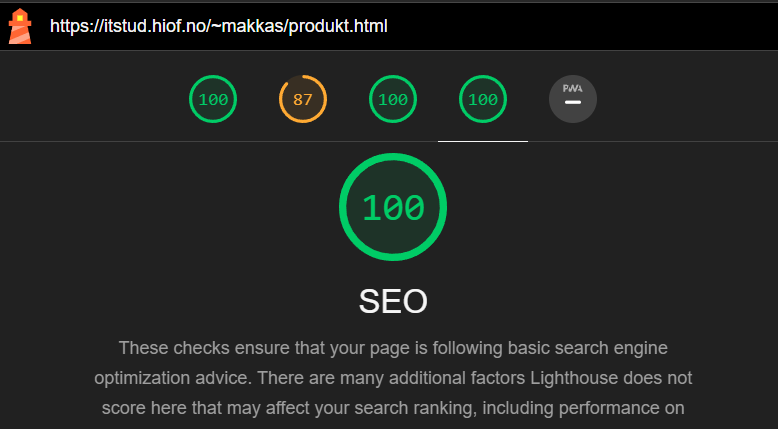 https://itstud.hiof.no/~makkas/produkt.html
100 87 100 100 PWA
100
SEO
These checks ensure that your page is following basic search engine
optimization advice. There are many additional factors Lighthouse does not
score here that may affect your search ranking, including performance on